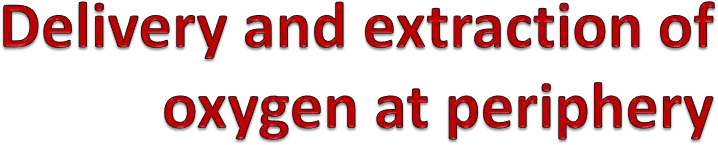 Delivery and extraction of
oxygen at periphery